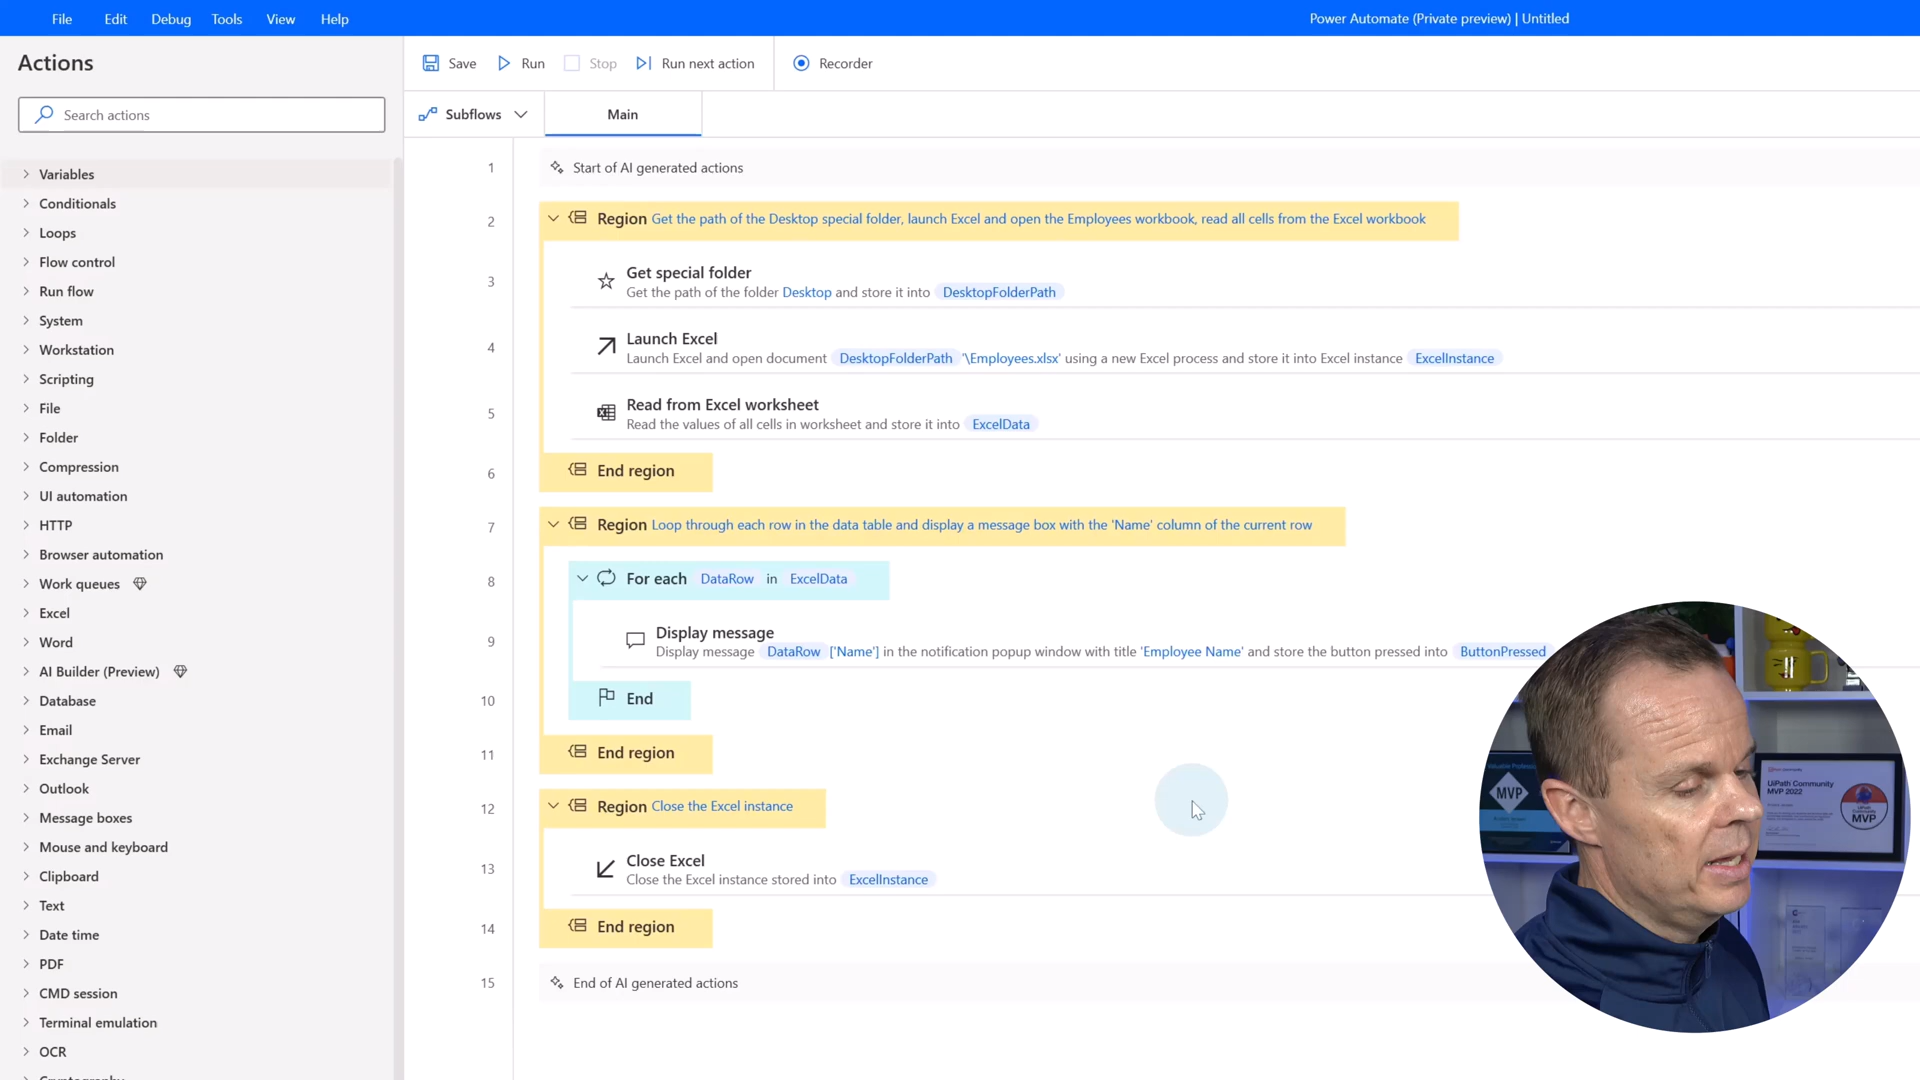 File Edit Debug Tools View Help
Power Automate (Private preview) | Untitled
Actions
Save Run Stop Run next action Recorder
Search actions
Subflows Main
Variables
Conditionals
Loops
Flow control
Run flow
System
Workstation
Scripting
File
Folder
Compression
UI automation
HTTP
Browser automation
Work queues
Excel
Word
AI Builder (Preview)
Database
Email
Exchange Server
Outlook
Message boxes
Mouse and keyboard
Clipboard
Text
Date time
PDF
CMD session
Terminal emulation
OCR
1 Start of AI generated actions
2 Region Get the path of the Desktop special folder, launch Excel and open the Employees workbook, read all cells from the Excel workbook
3 Get special folder
Get the path of the folder Desktop and store it into DesktopFolderPath
4 Launch Excel
Launch Excel and open document DesktopFolderPath '\Employees.xlsx' using a new Excel process and store it into Excel instance ExcelInstance
5 Read from Excel worksheet
Read the values of all cells in worksheet and store it into ExcelData
6 End region
7 Region Loop through each row in the data table and display a message box with the 'Name' column of the current row
8 For each DataRow in ExcelData
9 Display message
Display message DataRow ['Name'] in the notification popup window with title 'Employee Name' and store the button pressed into ButtonPressed
10 End
11 End region
12 Region Close the Excel instance
13 Close Excel
Close the Excel instance stored into ExcelInstance
14 End region
15 End of AI generated actions
MVP
UiPath Community
MVP 2022
MVP